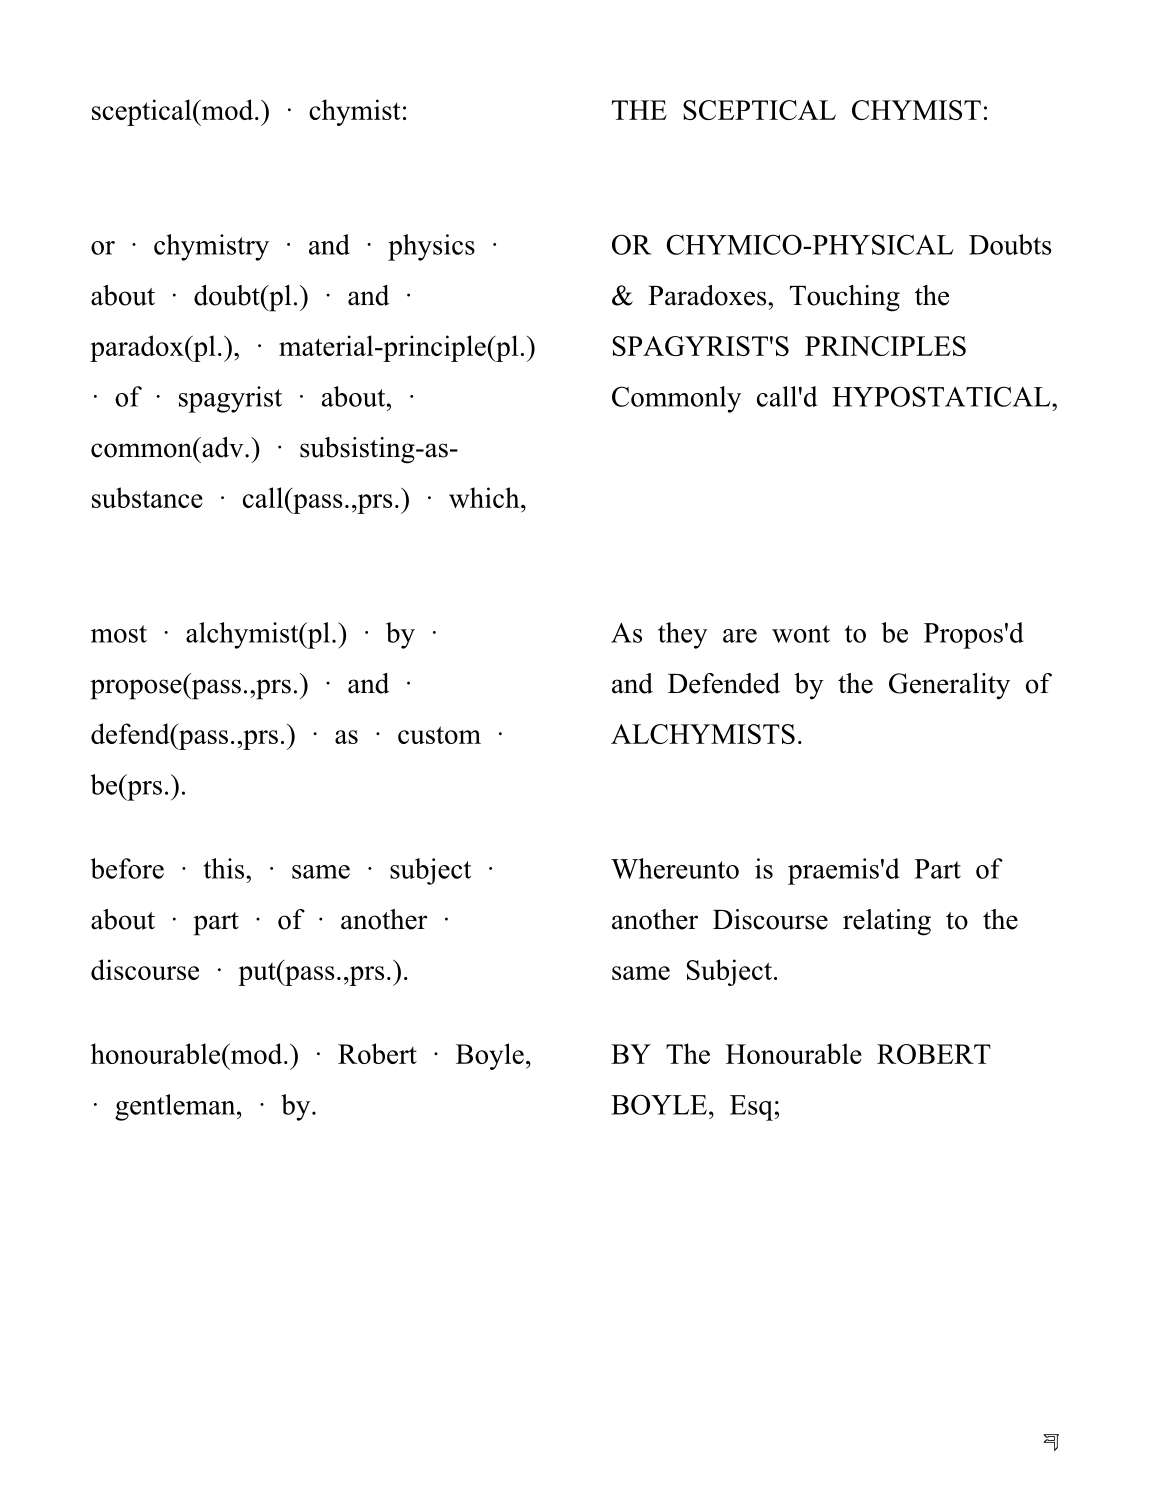 sceptical(mod.) · chymist:
or · chymistry · and · physics ·
about · doubt(pl.) · and ·
paradox(pl.), · material-principle(pl.)
· of · spagyrist · about, ·
common(adv.) · subsisting-as-
substance · call(pass.,prs.) · which,
most · alchymist(pl.) · by ·
propose(pass.,prs.) · and ·
defend(pass.,prs.) · as · custom ·
be(prs.).
before · this, · same · subject ·
about · part · of · another ·
discourse · put(pass.,prs.).
honourable(mod.) · Robert · Boyle,
· gentleman, · by.
THE SCEPTICAL CHYMIST:
OR CHYMICO-PHYSICAL Doubts
& Paradoxes, Touching the
SPAGYRIST'S PRINCIPLES
Commonly call'd HYPOSTATICAL,
As they are wont to be Propos'd
and Defended by the Generality of
ALCHYMISTS.
Whereunto is praemis'd Part of
another Discourse relating to the
same Subject.
BY The Honourable ROBERT
BOYLE, Esq;